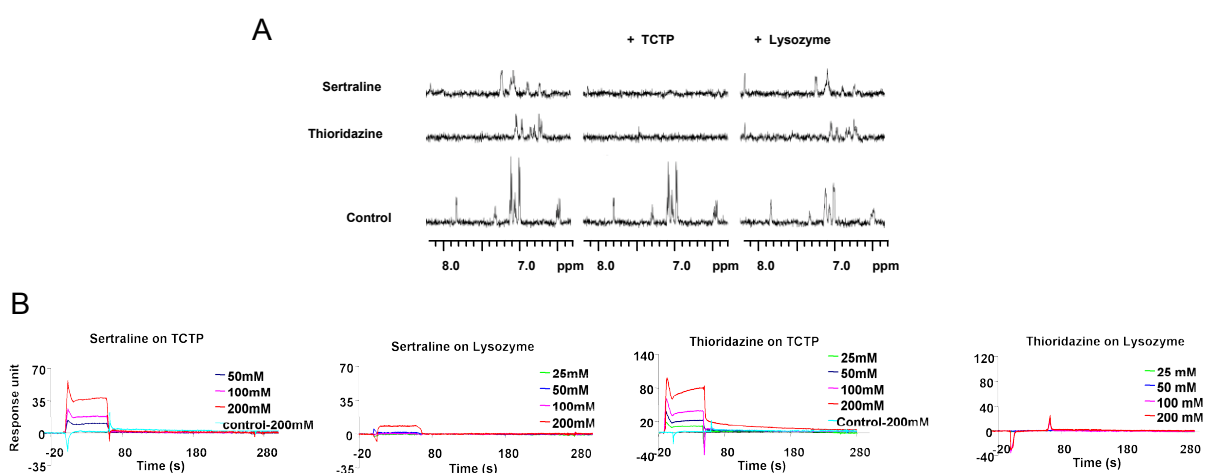 A
+ TCTP + Lysozyme
Sertraline
Thioridazine
Control
8.0 7.0 ppm 8.0 7.0 ppm 8.0 7.0 ppm
B
Sertraline on TCTP
Response unit
70
35
0
-35
-20 80 180 280
Time (s)
50mM
100mM
200mM
control-200mM
Sertraline on Lysozyme
70
35
0
-35
-20 80 180 280
Time (s)
25mM
50mM
100mM
200mM
Thioridazine on TCTP
140
80
20
-40
-20 80 180 280
Time (s)
25mM
50mM
100mM
200mM
Control-200mM
Thioridazine on Lysozyme
120
80
40
0
-40
-20 80 180 280
Time (s)
25 mM
50 mM
100 mM
200 mM